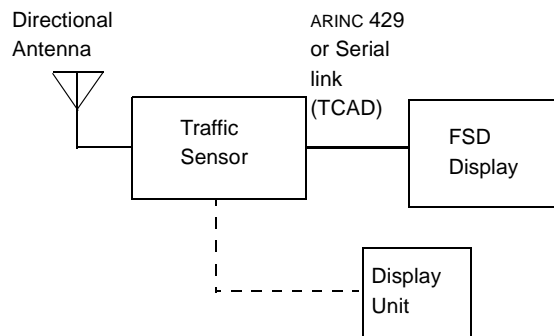 Directional
Antenna
ARINC 429
or Serial
link
(TCAD)
Traffic
Sensor
FSD
Display
Display
Unit